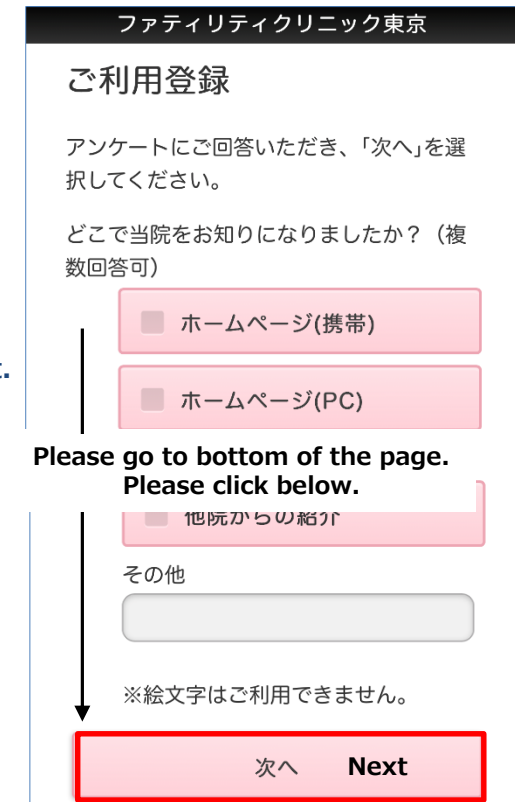 ファティリティクリニック東京
ご利用登録
アンケートにご回答いただき、「次へ」を選
択してください。
どこで当院をお知りになりましたか？（複
数回答可）
ホームページ(携帯)
ホームページ(PC)
Please go to bottom of the page.
Please click below.
他院からの紹介
その他
※絵文字はご利用できません。
次へ Next